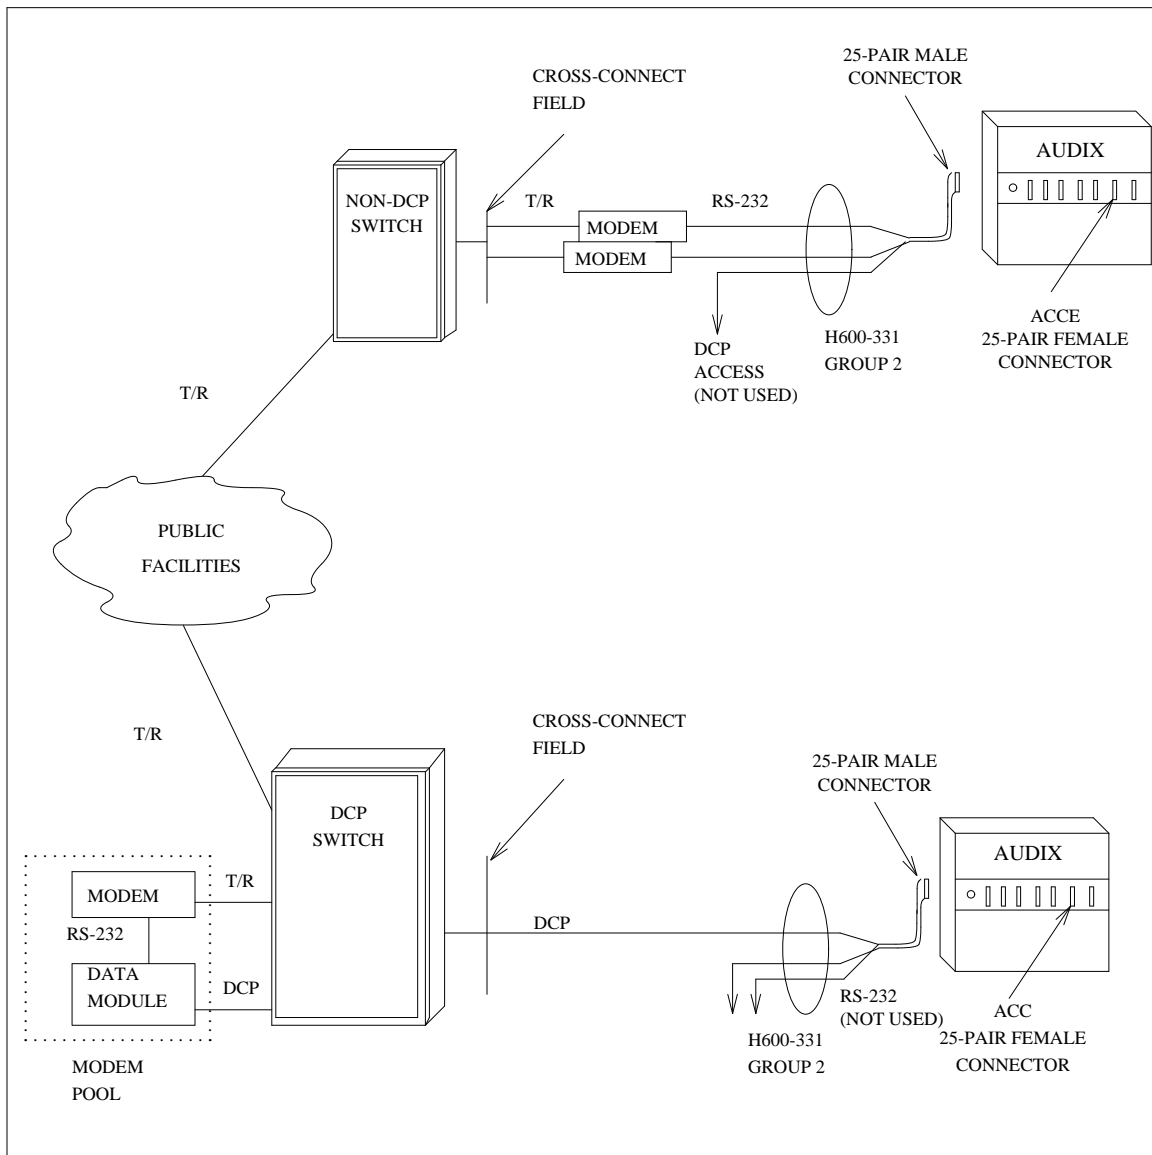 25-PAIR MALE
CONNECTOR
CROSS-CONNECT
FIELD
AUDIX
NON-DCP
SWITCH
T/R
RS-232
MODEM
MODEM
ACCE
25-PAIR FEMALE
CONNECTOR
H600-331
GROUP 2
DCP
ACCESS
(NOT USED)
T/R
PUBLIC
FACILITIES
T/R
CROSS-CONNECT
FIELD
25-PAIR MALE
CONNECTOR
DCP
SWITCH
AUDIX
MODEM
T/R
RS-232
DATA
MODULE
DCP
DCP
RS-232
(NOT USED)
H600-331
GROUP 2
ACC
25-PAIR FEMALE
CONNECTOR
MODEM
POOL